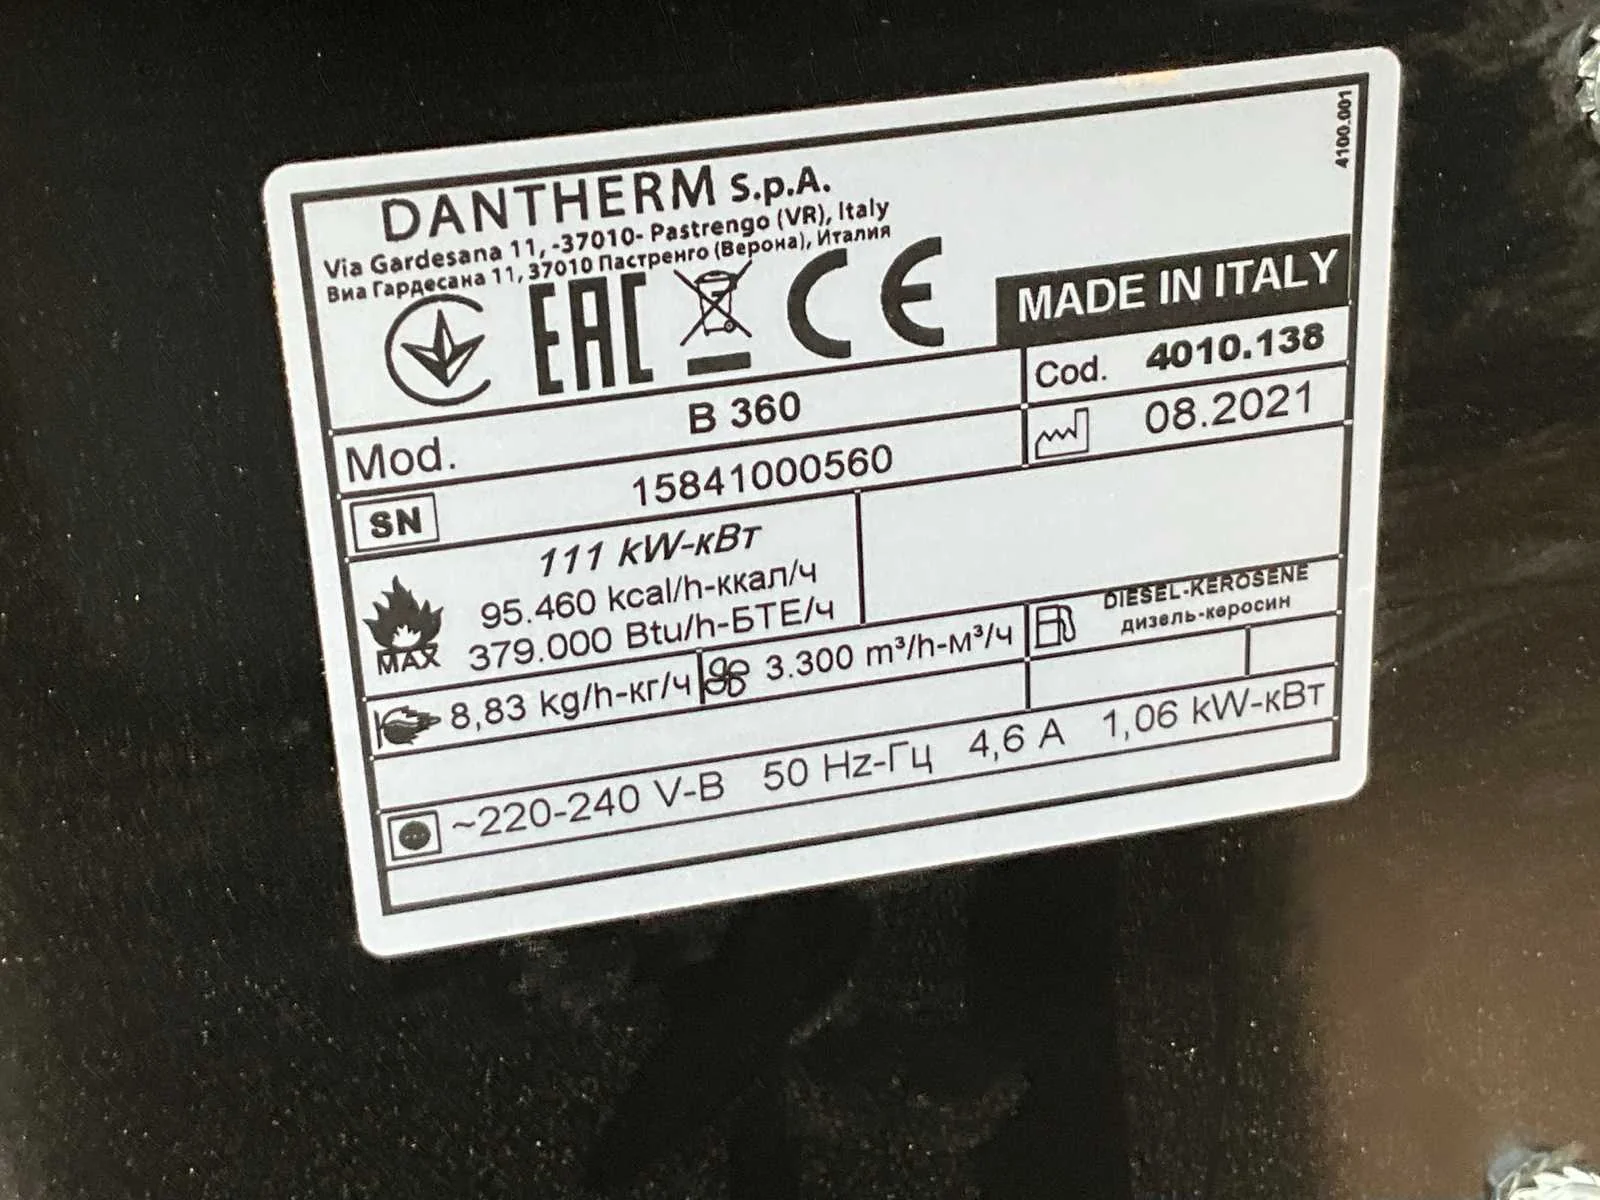 4100.001
DANTHERM S.p.A.
Via Gardesana 11, -37010- Pastrengo (VR), Italy
Виа Гардесана 11, 37010 Пастренго (Верона), Италия
EAC CE MADE IN ITALY
Mod. B 360 Cod. 4010.138
SN 15841000560 08.2021
111 kW-кВт
95.460 kcal/h-ккал/ч
MAX 379.000 Btu/h-БТЕ/ч
DIESEL-KEROSENE
дизель-керосин
8,83 kg/h-кг/ч 3.300 m³/h-м³/ч
~220-240 V-В 50 Hz-Гц 4,6 A 1,06 kW-кВт